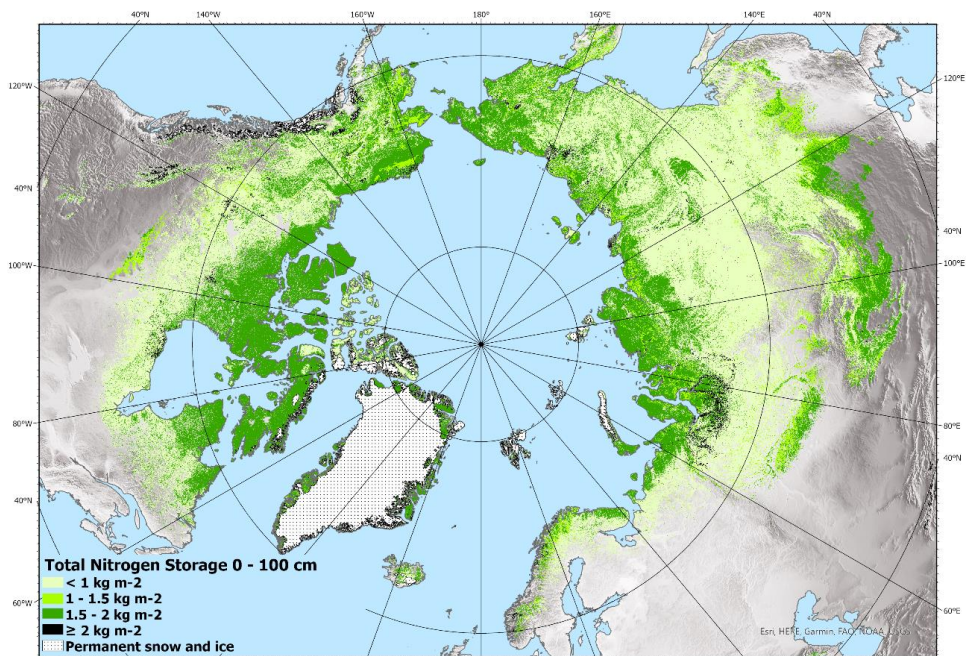 40°N 140°W 160°W 180° 160°E 140°E 40°N
120°W 120°E
40°N 40°N
100°W 100°E
80°W 80°E
40°N 40°N
Total Nitrogen Storage 0 - 100 cm
< 1 kg m-2
1 - 1.5 kg m-2
1.5 - 2 kg m-2
≥ 2 kg m-2
Permanent snow and ice
60°W 60°E
Esri, HERE, Garmin, FAO, NOAA,